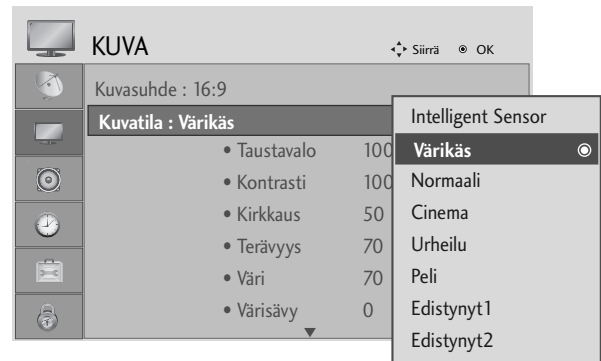 KUVA
Siirrä OK
Kuvasuhde : 16:9
Kuvatila : Värikäs
• Taustavalo 100
• Kontrasti 100
• Kirkkaus 50
• Terävyys 70
• Väri 70
• Värisävy 0
Intelligent Sensor
Värikäs
Normaali
Cinema
Urheilu
Peli
Edistynyt1
Edistynyt2